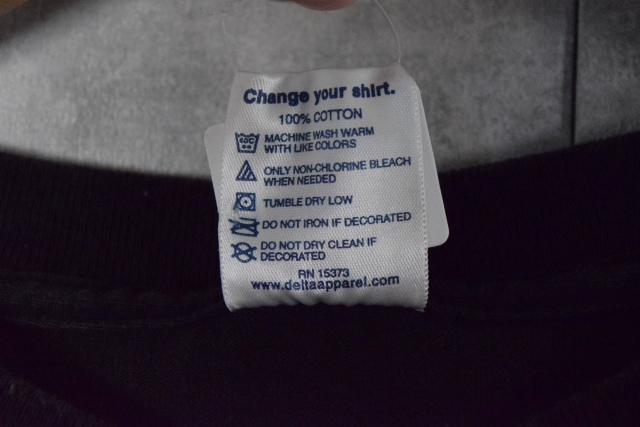 Change your shirt.
100% COTTON
MACHINE WASH WARM
WITH LIKE COLORS
ONLY NON-CHLORINE BLEACH
WHEN NEEDED
TUMBLE DRY LOW
DO NOT IRON IF DECORATED
DO NOT DRY CLEAN IF
DECORATED
RN 15373
www.deltaapparel.com